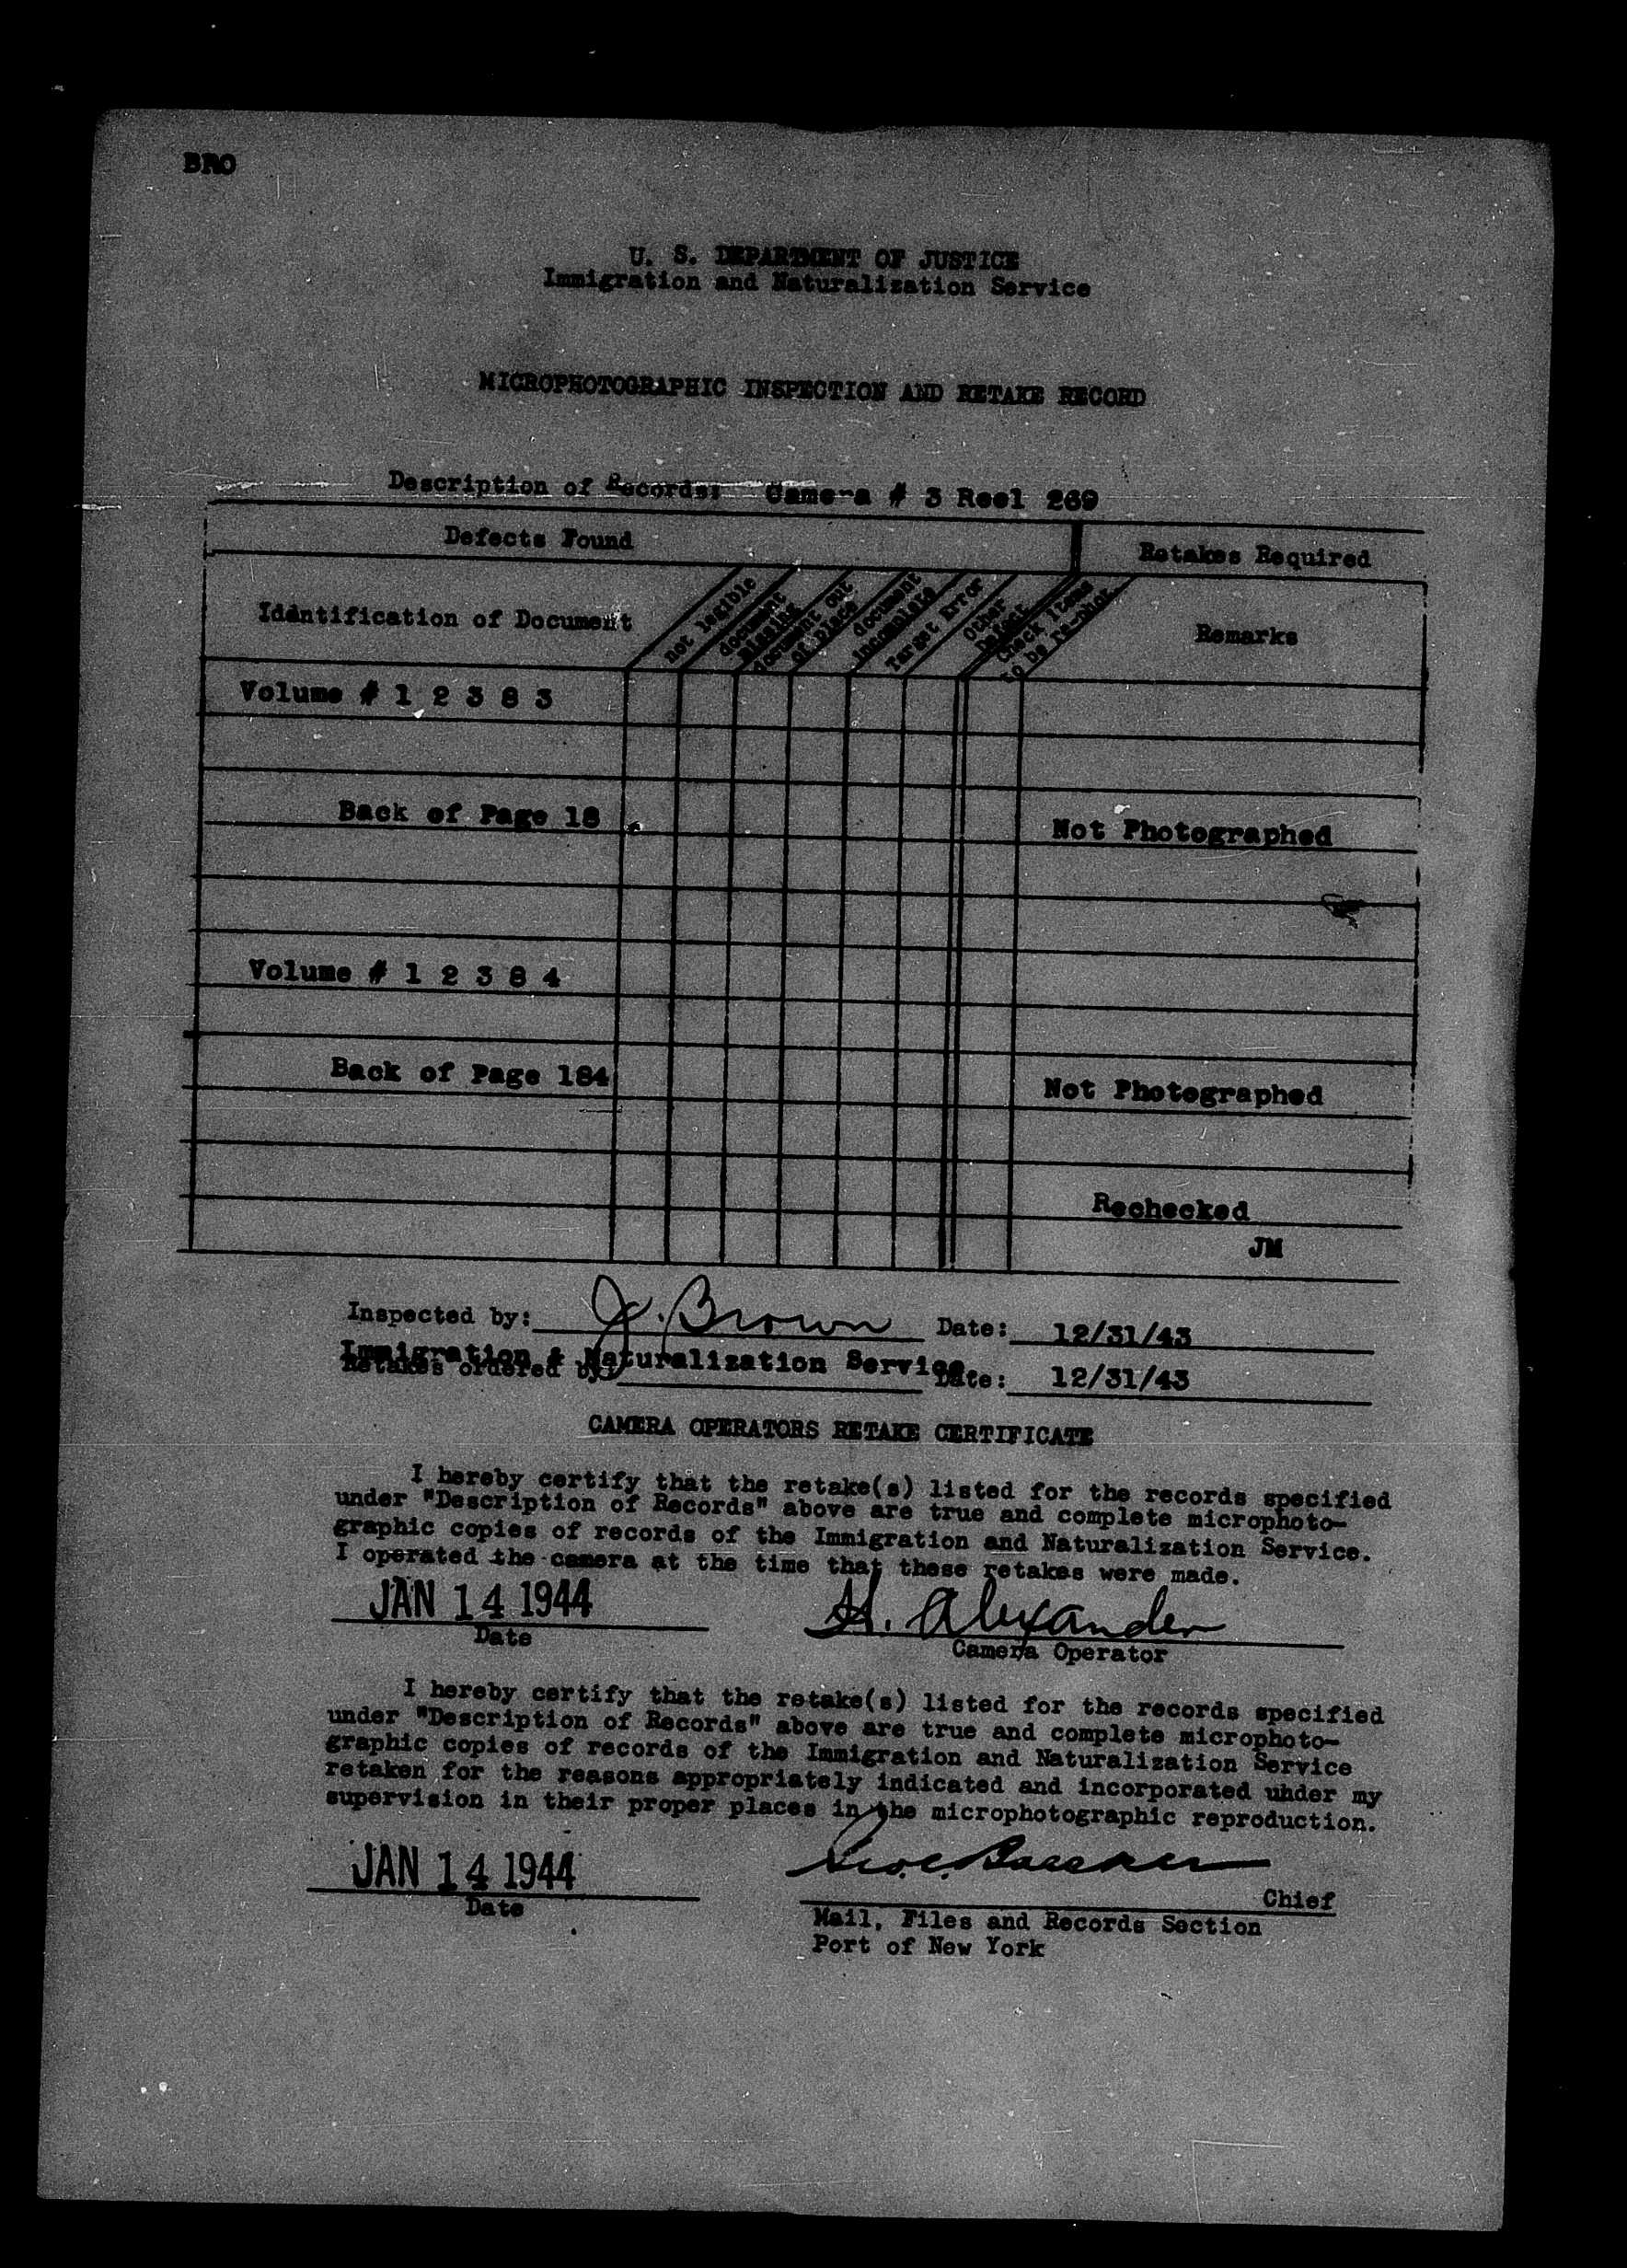 BRO
U. S. DEPARTMENT OF JUSTICE
Immigration and Naturalization Service
MICROPHOTOGRAPHIC INSPECTION AND RETAKE RECORD
Description of Records: Camera # 3 Reel 269
Defects Found
Retakes Required
Identification of Document
not legible
document missing
document out of place
document incomplete
Target Error
Other Defect
Check Items to be re-shot
Remarks
Volume # 1 2 3 8 3
Back of Page 18
Not Photographed
Volume # 1 2 3 8 4
Back of Page 184
Not Photographed
Rechecked
JM
Inspected by: J. Brown Date: 12/31/43
Immigration & Naturalization Service
Retakes ordered by Date: 12/31/43
CAMERA OPERATORS RETAKE CERTIFICATE
I hereby certify that the retake(s) listed for the records specified
under "Description of Records" above are true and complete microphoto-
graphic copies of records of the Immigration and Naturalization Service.
I operated the camera at the time that these retakes were made.
JAN 14 1944 H. Alexander
Date Camera Operator
I hereby certify that the retake(s) listed for the records specified
under "Description of Records" above are true and complete microphoto-
graphic copies of records of the Immigration and Naturalization Service
retaken for the reasons appropriately indicated and incorporated under my
supervision in their proper places in the microphotographic reproduction.
JAN 14 1944
Date Chief
Mail, Files and Records Section
Port of New York